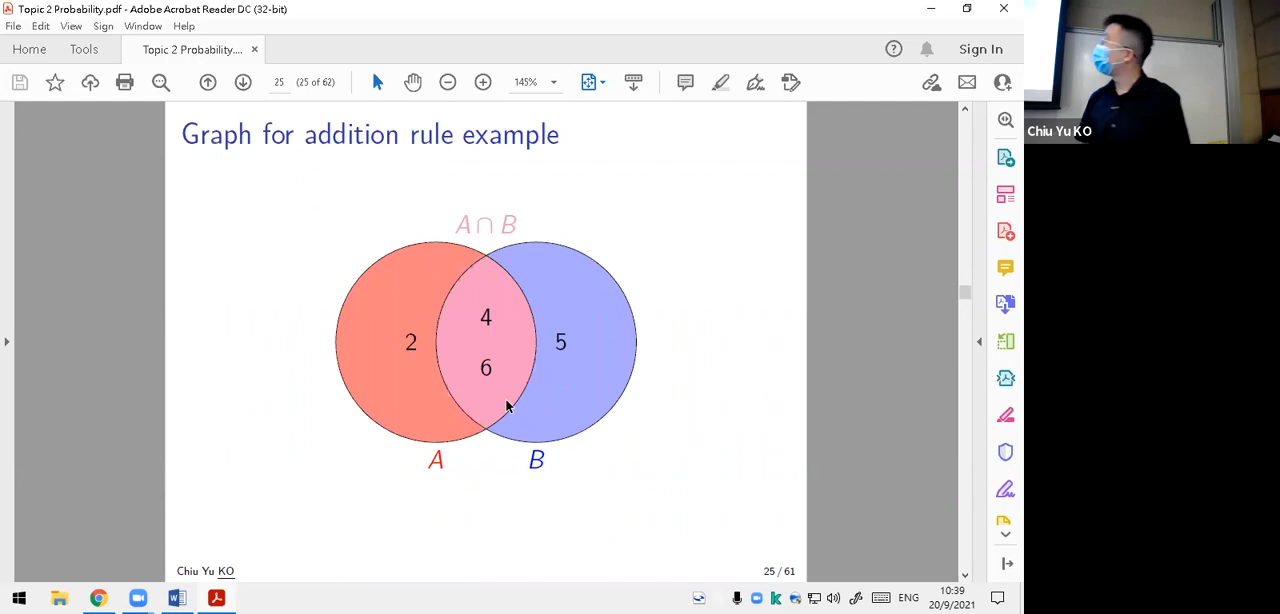 Topic 2 Probability.pdf - Adobe Acrobat Reader DC (32-bit)
File Edit View Sign Window Help
Home Tools Topic 2 Probability.... × Sign In
25 (25 of 62) 145%
Graph for addition rule example
A ∩ B
4
2 5
6
A B
Chiu Yu KO 25 / 61
Chiu Yu KO
ENG 10:39
20/9/2021